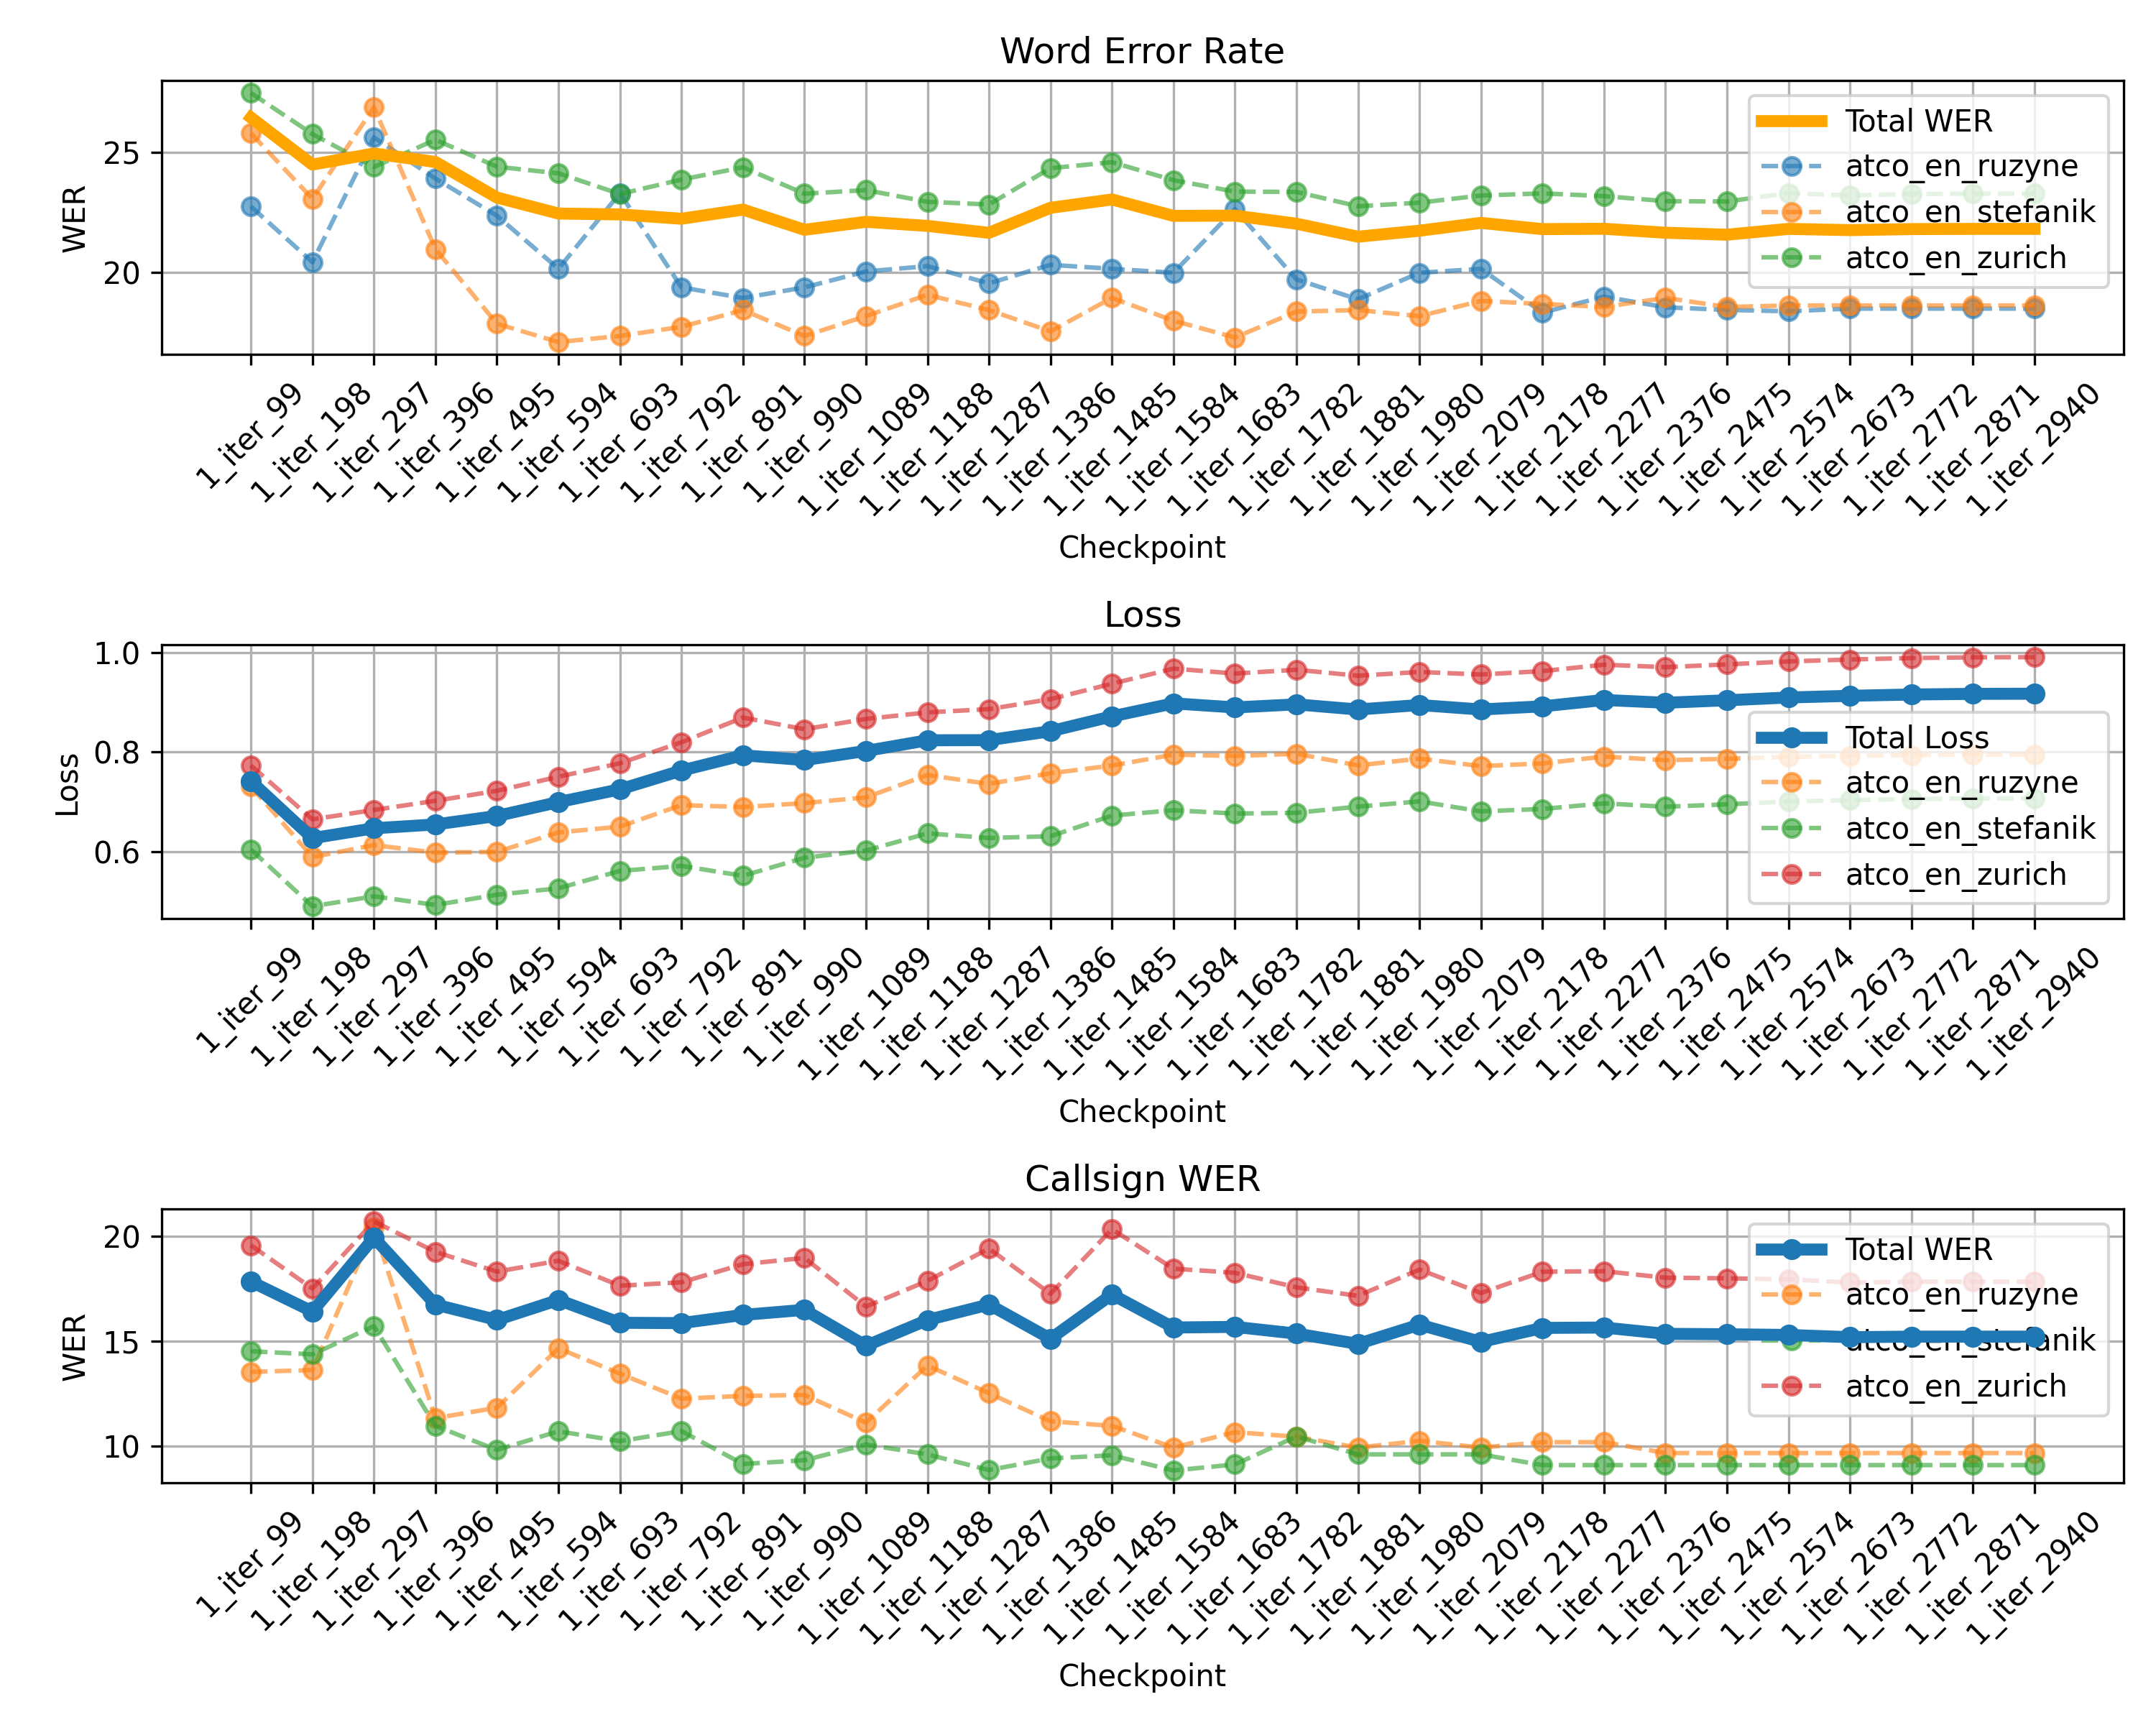 Word Error Rate
WER
25
20
Total WER
atco_en_ruzyne
atco_en_stefanik
atco_en_zurich
1_iter_99
1_iter_198
1_iter_297
1_iter_396
1_iter_495
1_iter_594
1_iter_693
1_iter_792
1_iter_891
1_iter_990
1_iter_1089
1_iter_1188
1_iter_1287
1_iter_1386
1_iter_1485
1_iter_1584
1_iter_1683
1_iter_1782
1_iter_1881
1_iter_1980
1_iter_2079
1_iter_2178
1_iter_2277
1_iter_2376
1_iter_2475
1_iter_2574
1_iter_2673
1_iter_2772
1_iter_2871
1_iter_2940
Checkpoint
Loss
Loss
1.0
0.8
0.6
Total Loss
atco_en_ruzyne
atco_en_stefanik
atco_en_zurich
1_iter_99
1_iter_198
1_iter_297
1_iter_396
1_iter_495
1_iter_594
1_iter_693
1_iter_792
1_iter_891
1_iter_990
1_iter_1089
1_iter_1188
1_iter_1287
1_iter_1386
1_iter_1485
1_iter_1584
1_iter_1683
1_iter_1782
1_iter_1881
1_iter_1980
1_iter_2079
1_iter_2178
1_iter_2277
1_iter_2376
1_iter_2475
1_iter_2574
1_iter_2673
1_iter_2772
1_iter_2871
1_iter_2940
Checkpoint
Callsign WER
WER
20
15
10
Total WER
atco_en_ruzyne
atco_en_stefanik
atco_en_zurich
1_iter_99
1_iter_198
1_iter_297
1_iter_396
1_iter_495
1_iter_594
1_iter_693
1_iter_792
1_iter_891
1_iter_990
1_iter_1089
1_iter_1188
1_iter_1287
1_iter_1386
1_iter_1485
1_iter_1584
1_iter_1683
1_iter_1782
1_iter_1881
1_iter_1980
1_iter_2079
1_iter_2178
1_iter_2277
1_iter_2376
1_iter_2475
1_iter_2574
1_iter_2673
1_iter_2772
1_iter_2871
1_iter_2940
Checkpoint